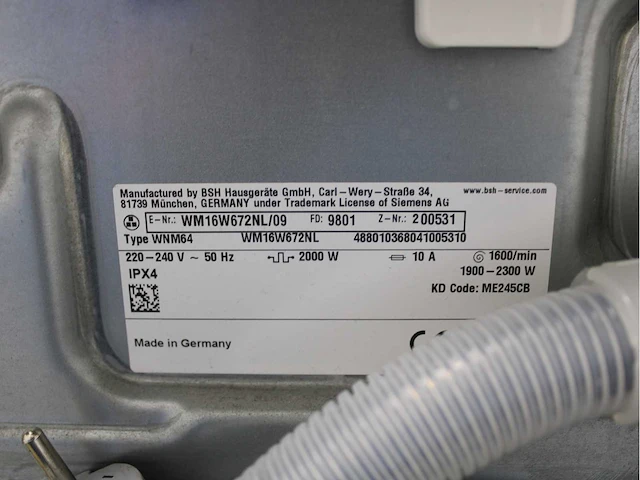 Manufactured by BSH Hausgeräte GmbH, Carl-Wery-Straße 34,
81739 München, GERMANY under Trademark License of Siemens AG
www.bsh-service.com
E-Nr.: WM16W672NL/09 FD: 9801 Z-Nr.: 200531
Type WNM64 WM16W672NL 488010368041005310
220-240 V ~ 50 Hz 2000 W 10 A 1600/min
1900-2300 W
IPX4
KD Code: ME245CB
Made in Germany